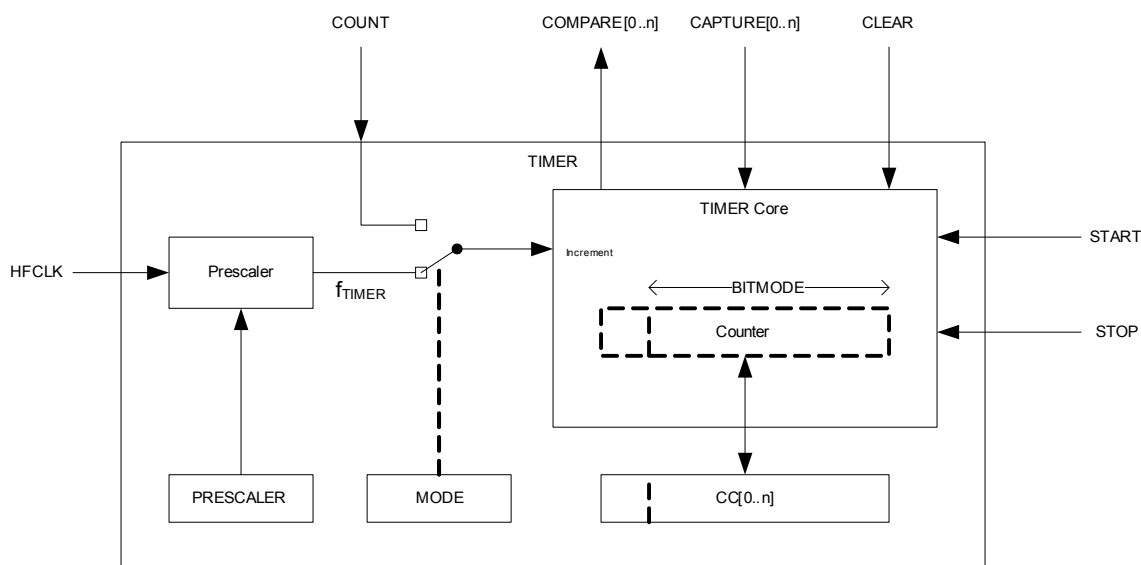 COUNT
COMPARE[0..n]
CAPTURE[0..n]
CLEAR
TIMER
TIMER Core
START
Increment
HFCLK
Prescaler
fTIMER
BITMODE
Counter
STOP
PRESCALER
MODE
CC[0..n]